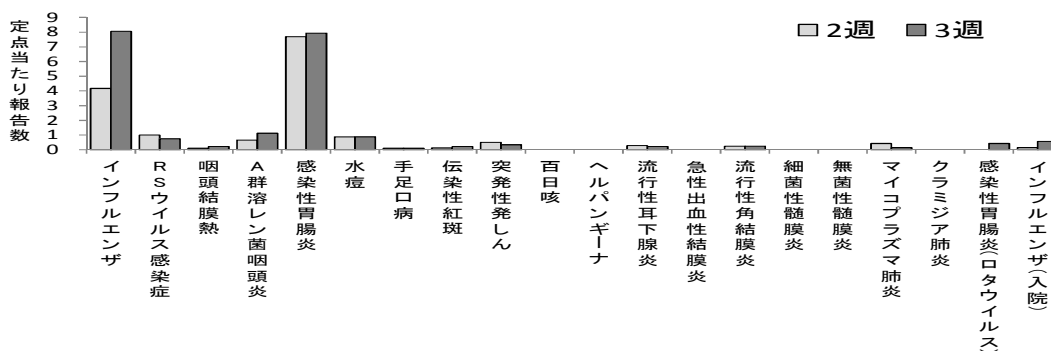 定点当たり報告数
9
8
7
6
5
4
3
2
1
0
2週 3週
インフルエンザ
RSウイルス感染症
咽頭結膜熱
A群溶レン菌咽頭炎
感染性胃腸炎
水痘
手足口病
伝染性紅斑
突発性発しん
百日咳
ヘルパンギーナ
流行性耳下腺炎
急性出血性結膜炎
流行性角結膜炎
細菌性髄膜炎
無菌性髄膜炎
マイコプラズマ肺炎
クラミジア肺炎
感染性胃腸炎(ロタウイルス)
インフルエンザ(入院)